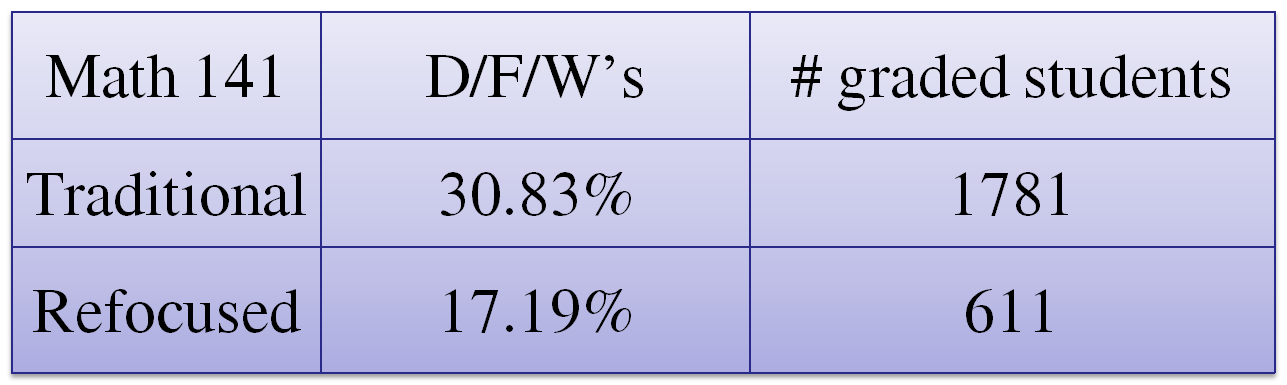 Math 141 D/F/W’s # graded students
Traditional 30.83% 1781
Refocused 17.19% 611